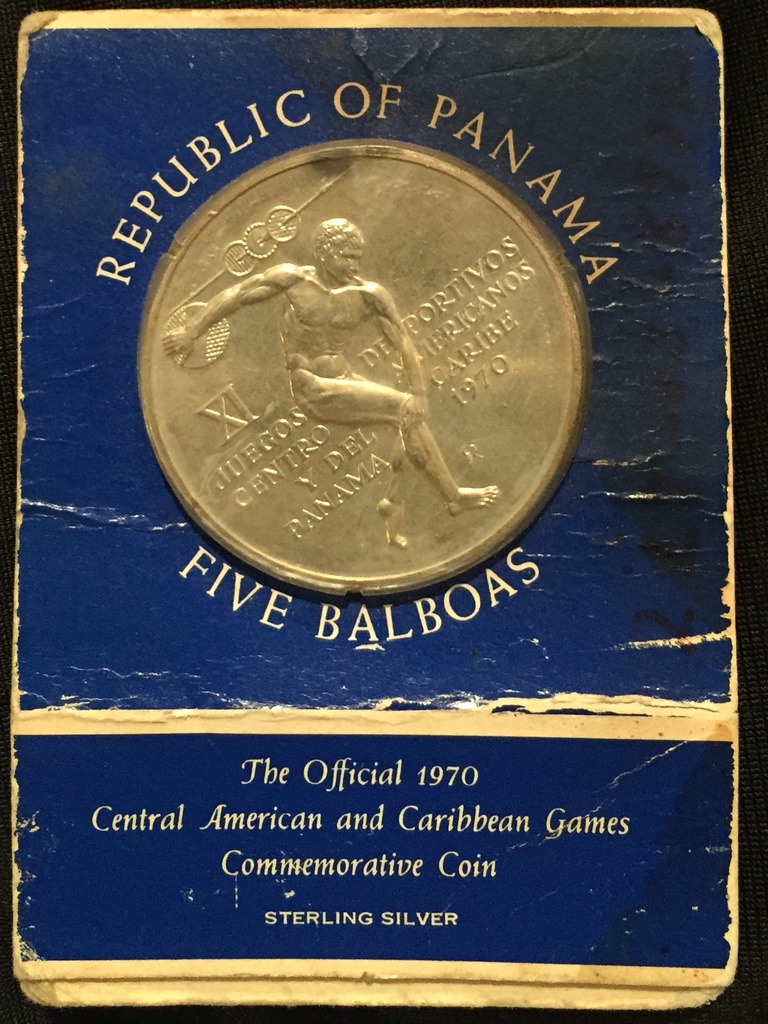 REPUBLIC OF PANAMA
XI
JUEGOS DEPORTIVOS
CENTRO AMERICANOS
Y DEL CARIBE
PANAMA 1970
FIVE BALBOAS
The Official 1970
Central American and Caribbean Games
Commemorative Coin
STERLING SILVER